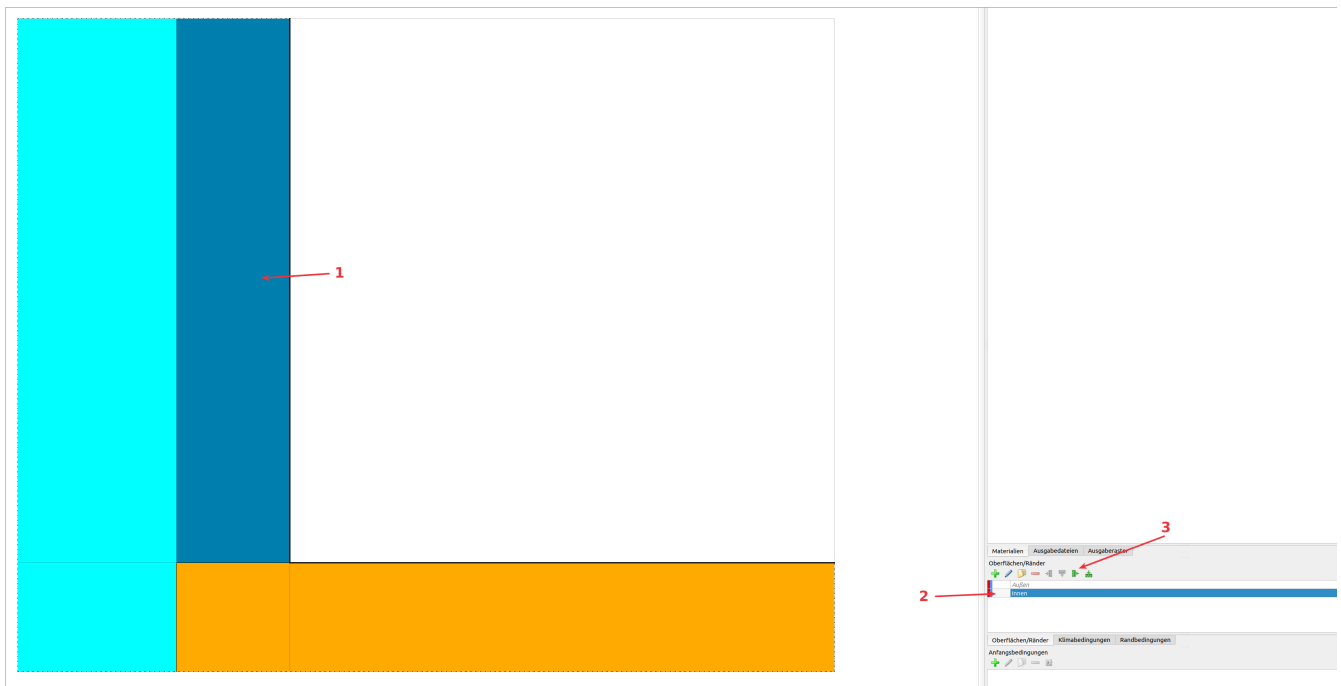 1
3
Materialien Ausgabedateien Ausgaberaster
Oberflächen/Ränder
Außen
2
Innen
Oberflächen/Ränder Klimabedingungen Randbedingungen
Anfangsbedingungen